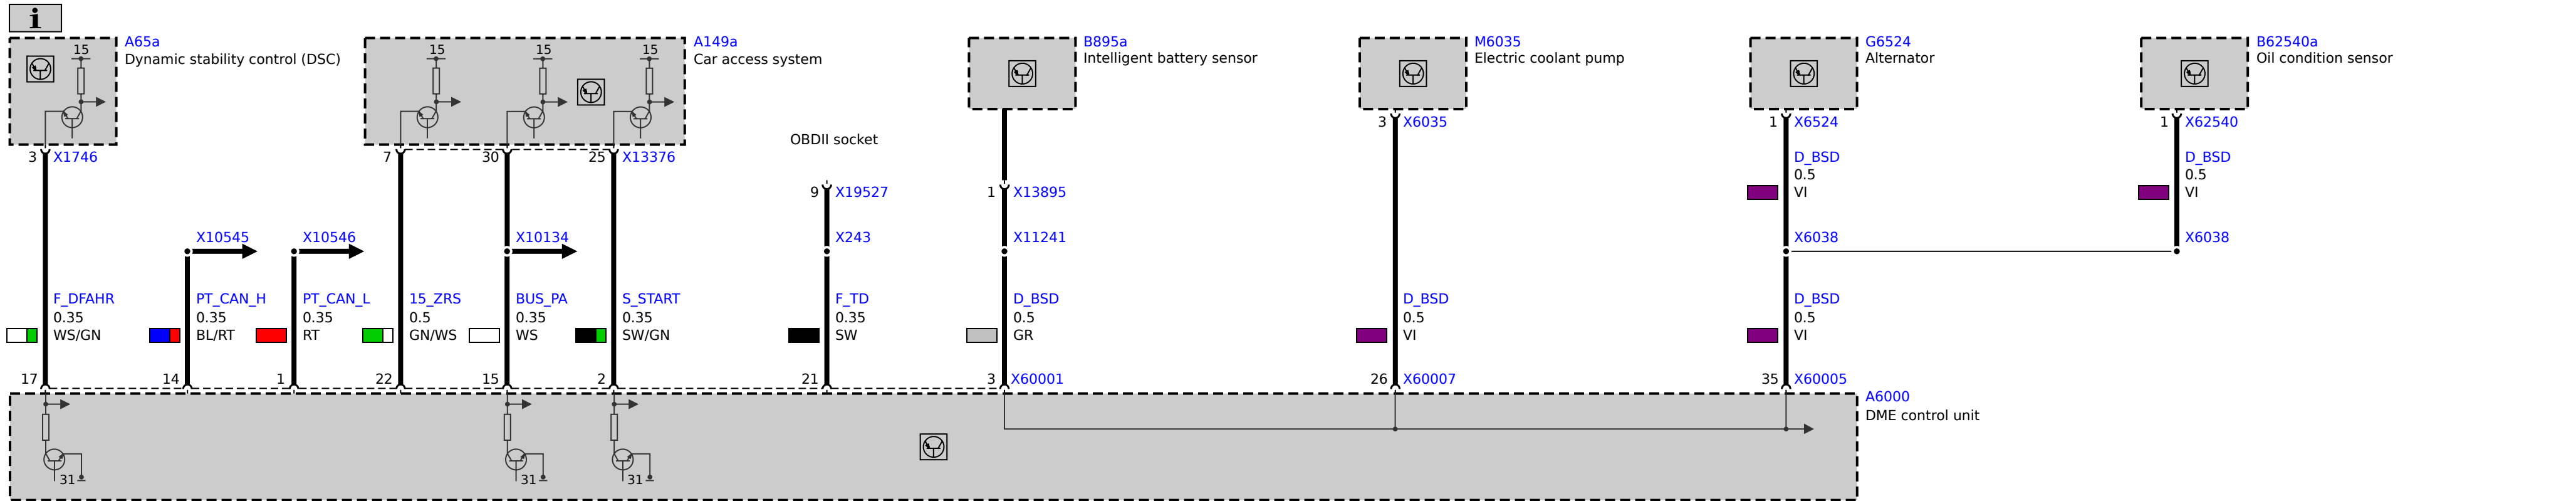 i
A65a
Dynamic stability control (DSC)
15
15
15
15
A149a
Car access system
B895a
Intelligent battery sensor
M6035
Electric coolant pump
G6524
Alternator
B62540a
Oil condition sensor
3 X1746
7
30
25 X13376
OBDII socket
3 X6035
1 X6524
1 X62540
D_BSD
0.5
VI
D_BSD
0.5
VI
9 X19527
1 X13895
X10545
X10546
X10134
X243
X11241
X6038
X6038
F_DFAHR
0.35
WS/GN
PT_CAN_H
0.35
BL/RT
PT_CAN_L
0.35
RT
15_ZRS
0.5
GN/WS
BUS_PA
0.35
WS
S_START
0.35
SW/GN
F_TD
0.35
SW
D_BSD
0.5
GR
D_BSD
0.5
VI
D_BSD
0.5
VI
17
14
1
22
15
2
21
3 X60001
26 X60007
35 X60005
A6000
DME control unit
31
31
31